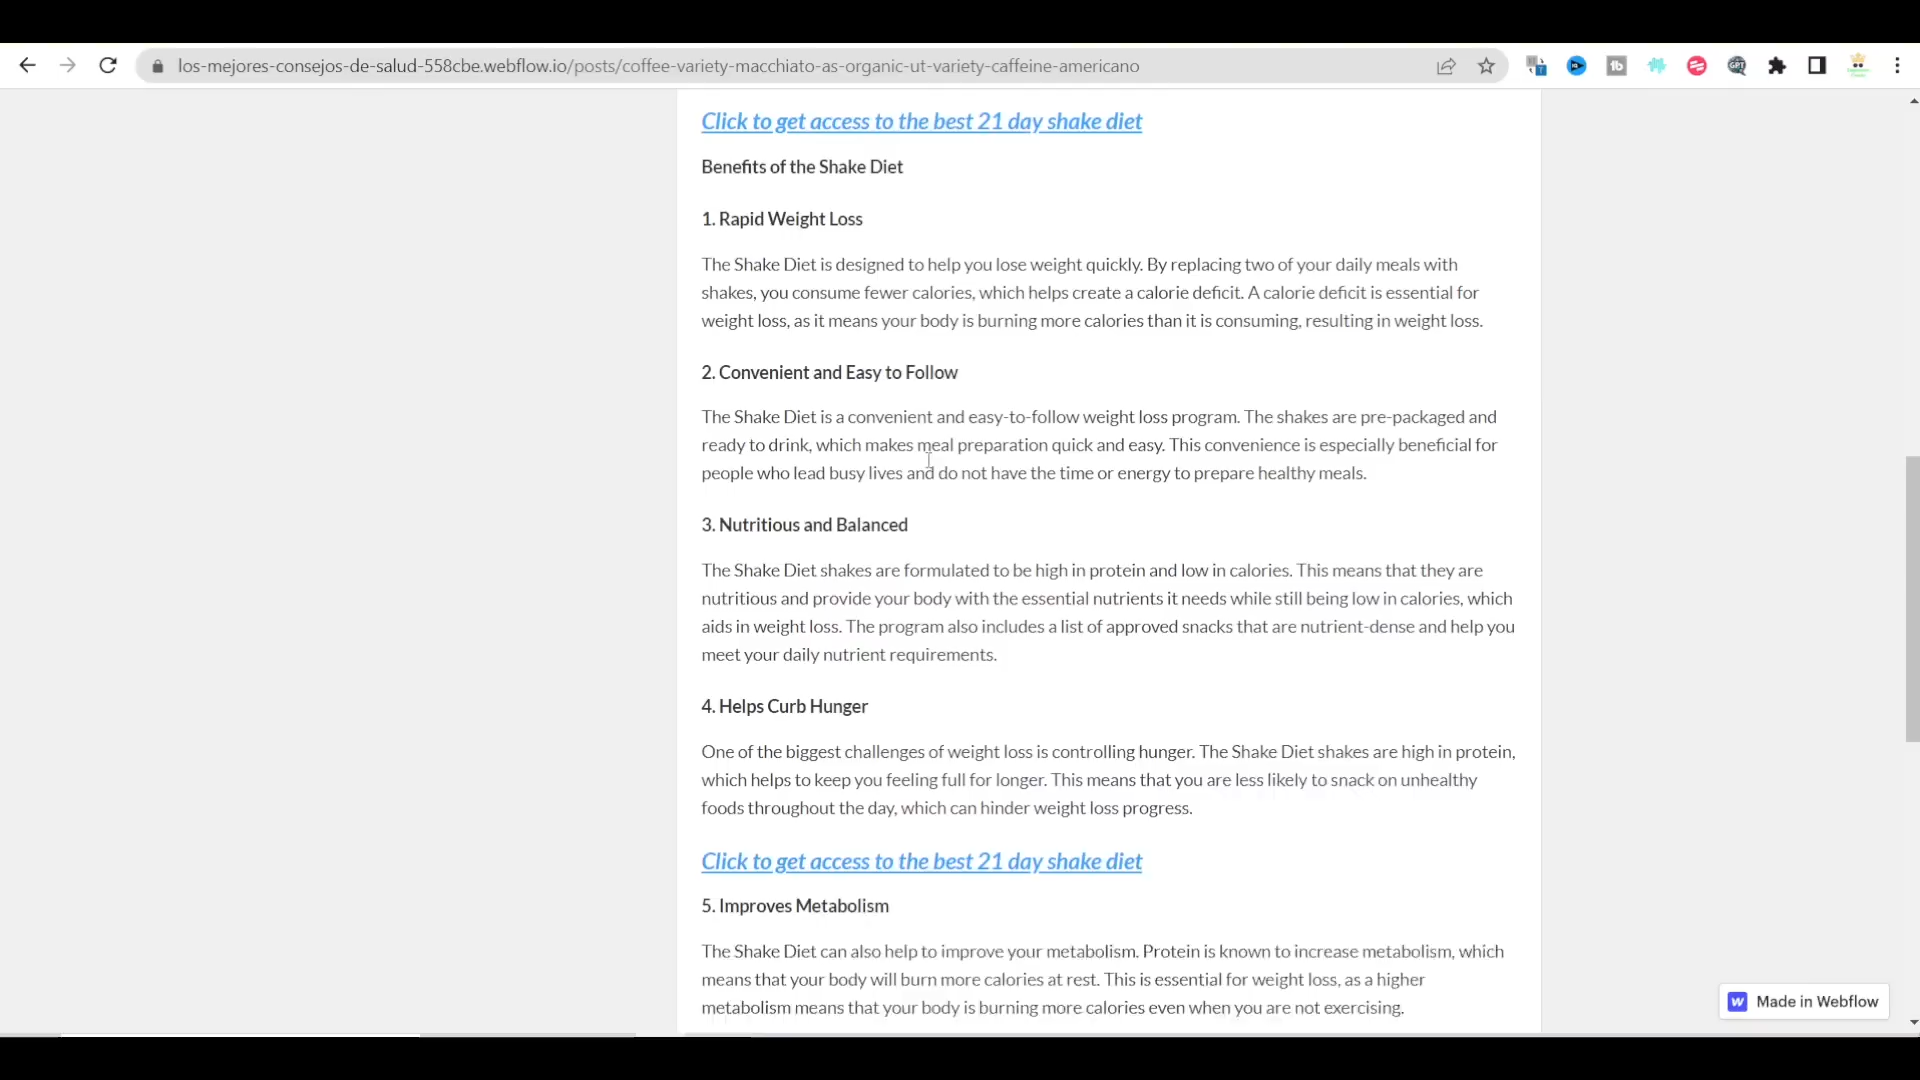 los-mejores-consejos-de-salud-558cbe.webflow.io/posts/coffee-variety-macchiato-as-organic-ut-variety-caffeine-americano
Click to get access to the best 21 day shake diet
Benefits of the Shake Diet
1. Rapid Weight Loss
The Shake Diet is designed to help you lose weight quickly. By replacing two of your daily meals with
shakes, you consume fewer calories, which helps create a calorie deficit. A calorie deficit is essential for
weight loss, as it means your body is burning more calories than it is consuming, resulting in weight loss.
2. Convenient and Easy to Follow
The Shake Diet is a convenient and easy-to-follow weight loss program. The shakes are pre-packaged and
ready to drink, which makes meal preparation quick and easy. This convenience is especially beneficial for
people who lead busy lives and do not have the time or energy to prepare healthy meals.
3. Nutritious and Balanced
The Shake Diet shakes are formulated to be high in protein and low in calories. This means that they are
nutritious and provide your body with the essential nutrients it needs while still being low in calories, which
aids in weight loss. The program also includes a list of approved snacks that are nutrient-dense and help you
meet your daily nutrient requirements.
4. Helps Curb Hunger
One of the biggest challenges of weight loss is controlling hunger. The Shake Diet shakes are high in protein,
which helps to keep you feeling full for longer. This means that you are less likely to snack on unhealthy
foods throughout the day, which can hinder weight loss progress.
Click to get access to the best 21 day shake diet
5. Improves Metabolism
The Shake Diet can also help to improve your metabolism. Protein is known to increase metabolism, which
means that your body will burn more calories at rest. This is essential for weight loss, as a higher
metabolism means that your body is burning more calories even when you are not exercising.
Made in Webflow